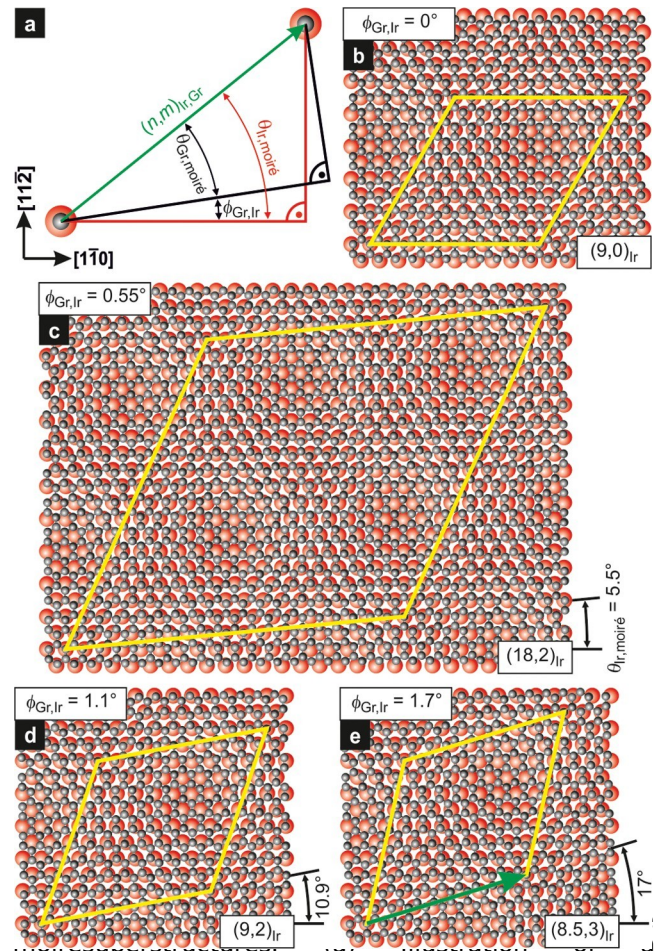 a
(n,m)Ir,Gr
θGr,moiré
θIr,moiré
ϕGr,Ir
[112̄]
[11̄0]
ϕGr,Ir = 0°
b
(9,0)Ir
ϕGr,Ir = 0.55°
c
θIr,moiré = 5.5°
(18,2)Ir
ϕGr,Ir = 1.1°
d
10.9°
(9,2)Ir
ϕGr,Ir = 1.7°
e
17°
(8.5,3)Ir